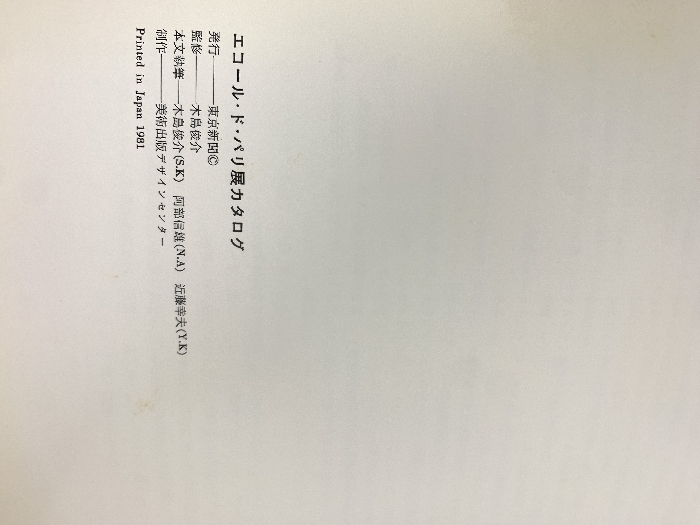 エコール・ド・パリ展カタログ
発行――――東京新聞©
監修――――木島俊介
本文執筆――木島俊介(S.K) 阿部信雄(N.A) 近藤幸夫(Y.K)
制作――――美術出版デザインセンター
Printed in Japan 1981